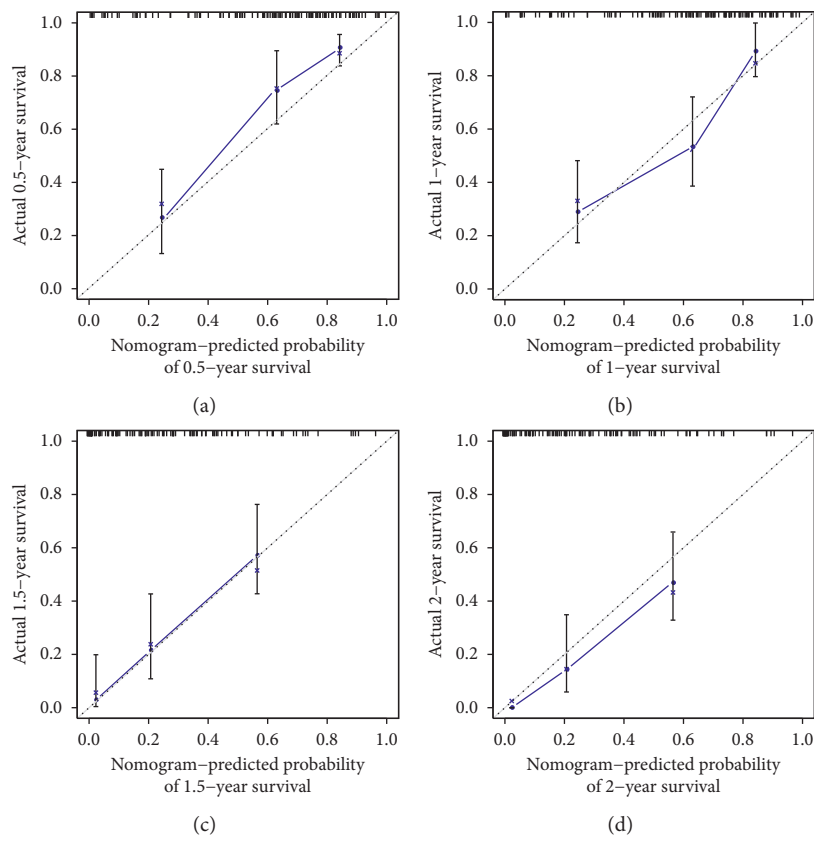 1.0
0.8
0.6
0.4
0.2
0.0
Actual 0.5−year survival
0.0 0.2 0.4 0.6 0.8 1.0
Nomogram−predicted probability
of 0.5−year survival
(a)
1.0
0.8
0.6
0.4
0.2
0.0
Actual 1−year survival
0.0 0.2 0.4 0.6 0.8 1.0
Nomogram−predicted probability
of 1−year survival
(b)
1.0
0.8
0.6
0.4
0.2
0.0
Actual 1.5−year survival
0.0 0.2 0.4 0.6 0.8 1.0
Nomogram−predicted probability
of 1.5−year survival
(c)
1.0
0.8
0.6
0.4
0.2
0.0
Actual 2−year survival
0.0 0.2 0.4 0.6 0.8 1.0
Nomogram−predicted probability
of 2−year survival
(d)